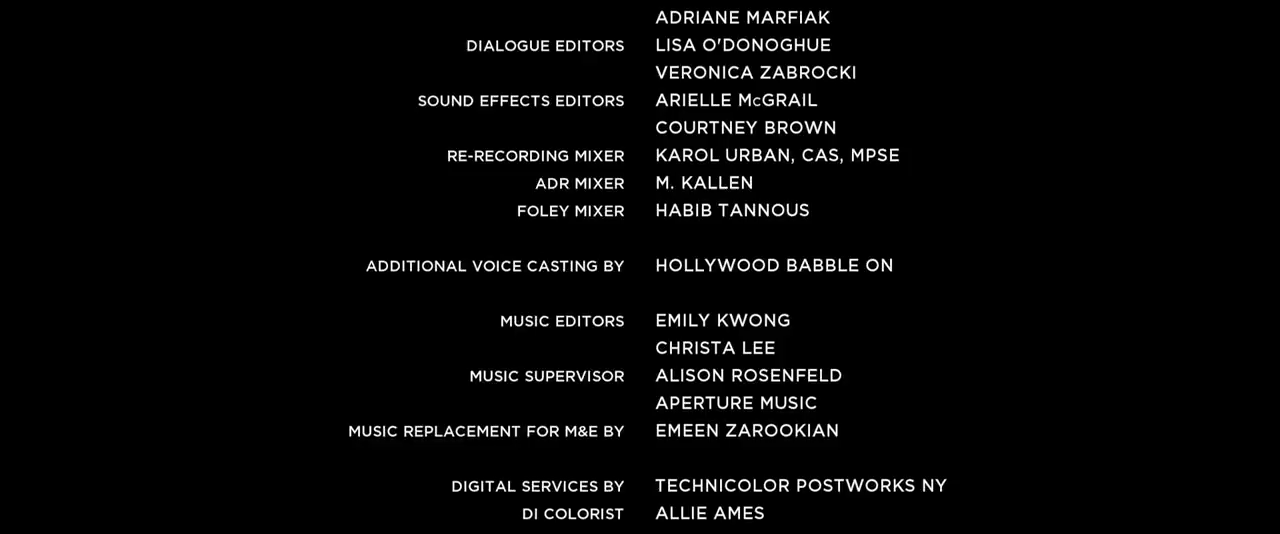 ADRIANE MARFIAK
DIALOGUE EDITORS LISA O'DONOGHUE
VERONICA ZABROCKI
SOUND EFFECTS EDITORS ARIELLE McGRAIL
COURTNEY BROWN
RE-RECORDING MIXER KAROL URBAN, CAS, MPSE
ADR MIXER M. KALLEN
FOLEY MIXER HABIB TANNOUS
ADDITIONAL VOICE CASTING BY HOLLYWOOD BABBLE ON
MUSIC EDITORS EMILY KWONG
CHRISTA LEE
MUSIC SUPERVISOR ALISON ROSENFELD
APERTURE MUSIC
MUSIC REPLACEMENT FOR M&E BY EMEEN ZAROOKIAN
DIGITAL SERVICES BY TECHNICOLOR POSTWORKS NY
DI COLORIST ALLIE AMES